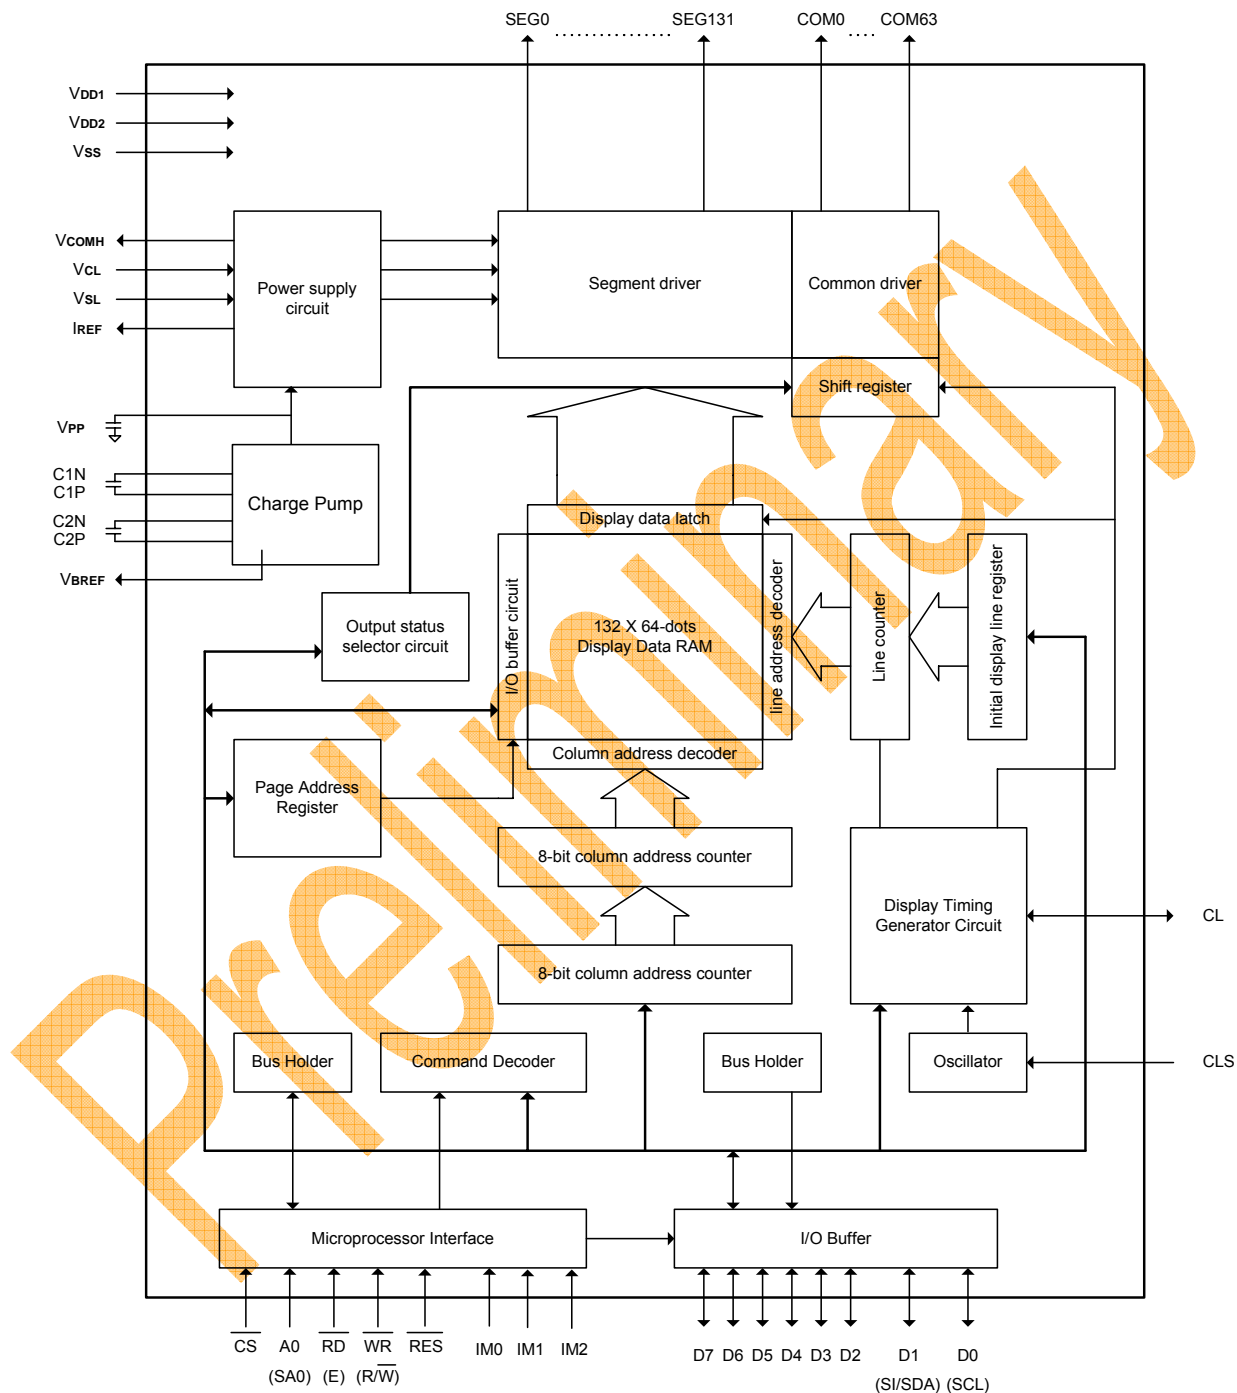 SEG0 ............... SEG131 COM0 .... COM63
VDD1
VDD2
VSS
VCOMH
VCL
VSL
IREF
Power supply
circuit
Segment driver
Common driver
Shift register
VPP
C1N
C1P
C2N
C2P
VBREF
Charge Pump
Display data latch
Output status
selector circuit
I/O buffer circuit
132 X 64-dots
Display Data RAM
line address decoder
Line counter
Initial display line register
Column address decoder
Page Address
Register
8-bit column address counter
8-bit column address counter
Display Timing
Generator Circuit
CL
Bus Holder
Command Decoder
Bus Holder
Oscillator
CLS
Microprocessor Interface
I/O Buffer
C̅S̅ A0 R̅D̅ W̅R̅ R̅E̅S̅ IM0 IM1 IM2 D7 D6 D5 D4 D3 D2 D1 D0
(SA0) (E) (R/W̅) (SI/SDA) (SCL)
Preliminary